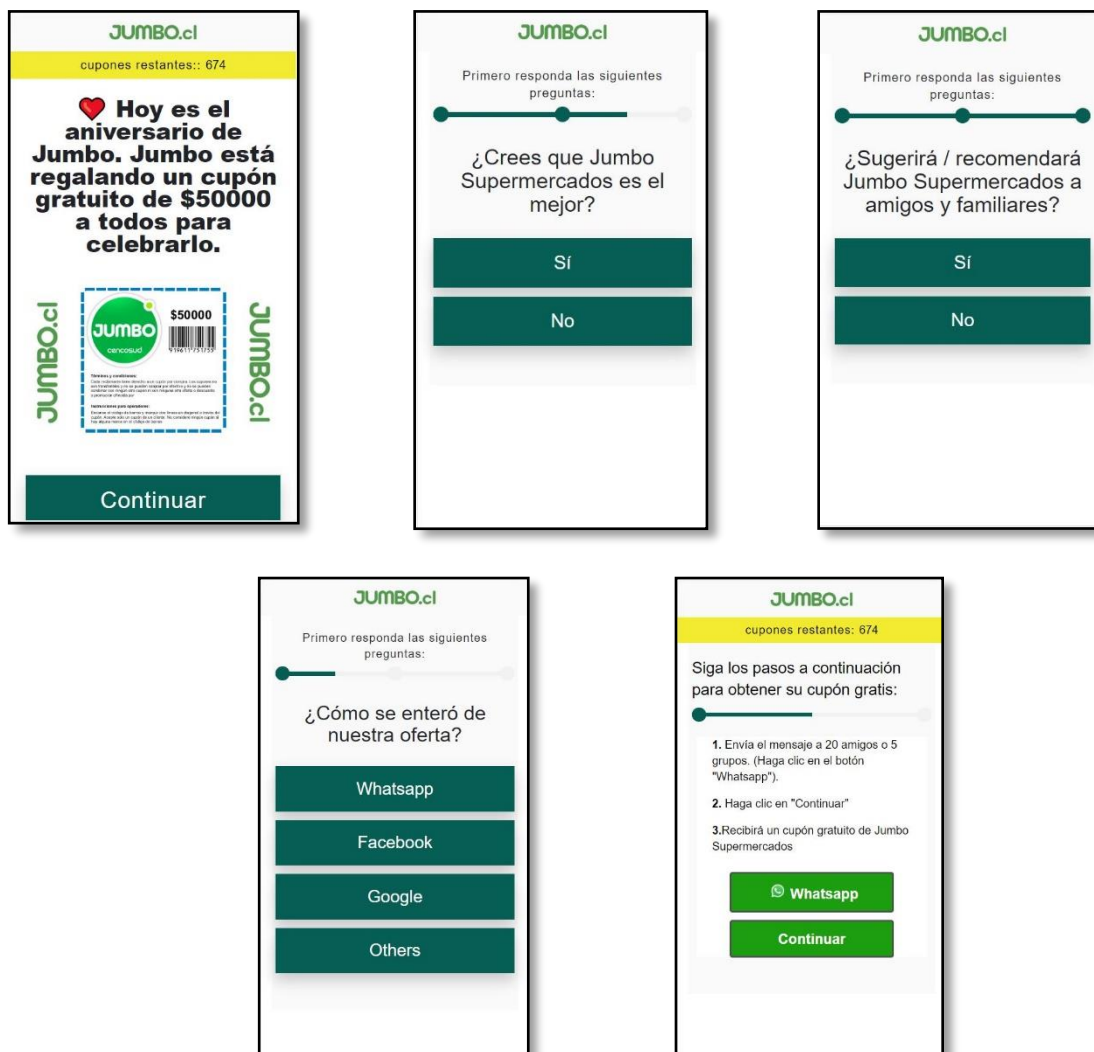 JUMBO.cl
cupones restantes:: 674
Hoy es el
aniversario de
Jumbo. Jumbo está
regalando un cupón
gratuito de $50000
a todos para
celebrarlo.
JUMBO.cl
JUMBO
cencosud
$50000
Términos y condiciones:
Instrucciones para operadores:
JUMBO.cl
Continuar
JUMBO.cl
Primero responda las siguientes
preguntas:
¿Crees que Jumbo
Supermercados es el
mejor?
Sí
No
JUMBO.cl
Primero responda las siguientes
preguntas:
¿Sugerirá / recomendará
Jumbo Supermercados a
amigos y familiares?
Sí
No
JUMBO.cl
Primero responda las siguientes
preguntas:
¿Cómo se enteró de
nuestra oferta?
Whatsapp
Facebook
Google
Others
JUMBO.cl
cupones restantes: 674
Siga los pasos a continuación
para obtener su cupón gratis:
1. Envía el mensaje a 20 amigos o 5
grupos. (Haga clic en el botón
"Whatsapp").
2. Haga clic en "Continuar"
3.Recibirá un cupón gratuito de Jumbo
Supermercados
Whatsapp
Continuar